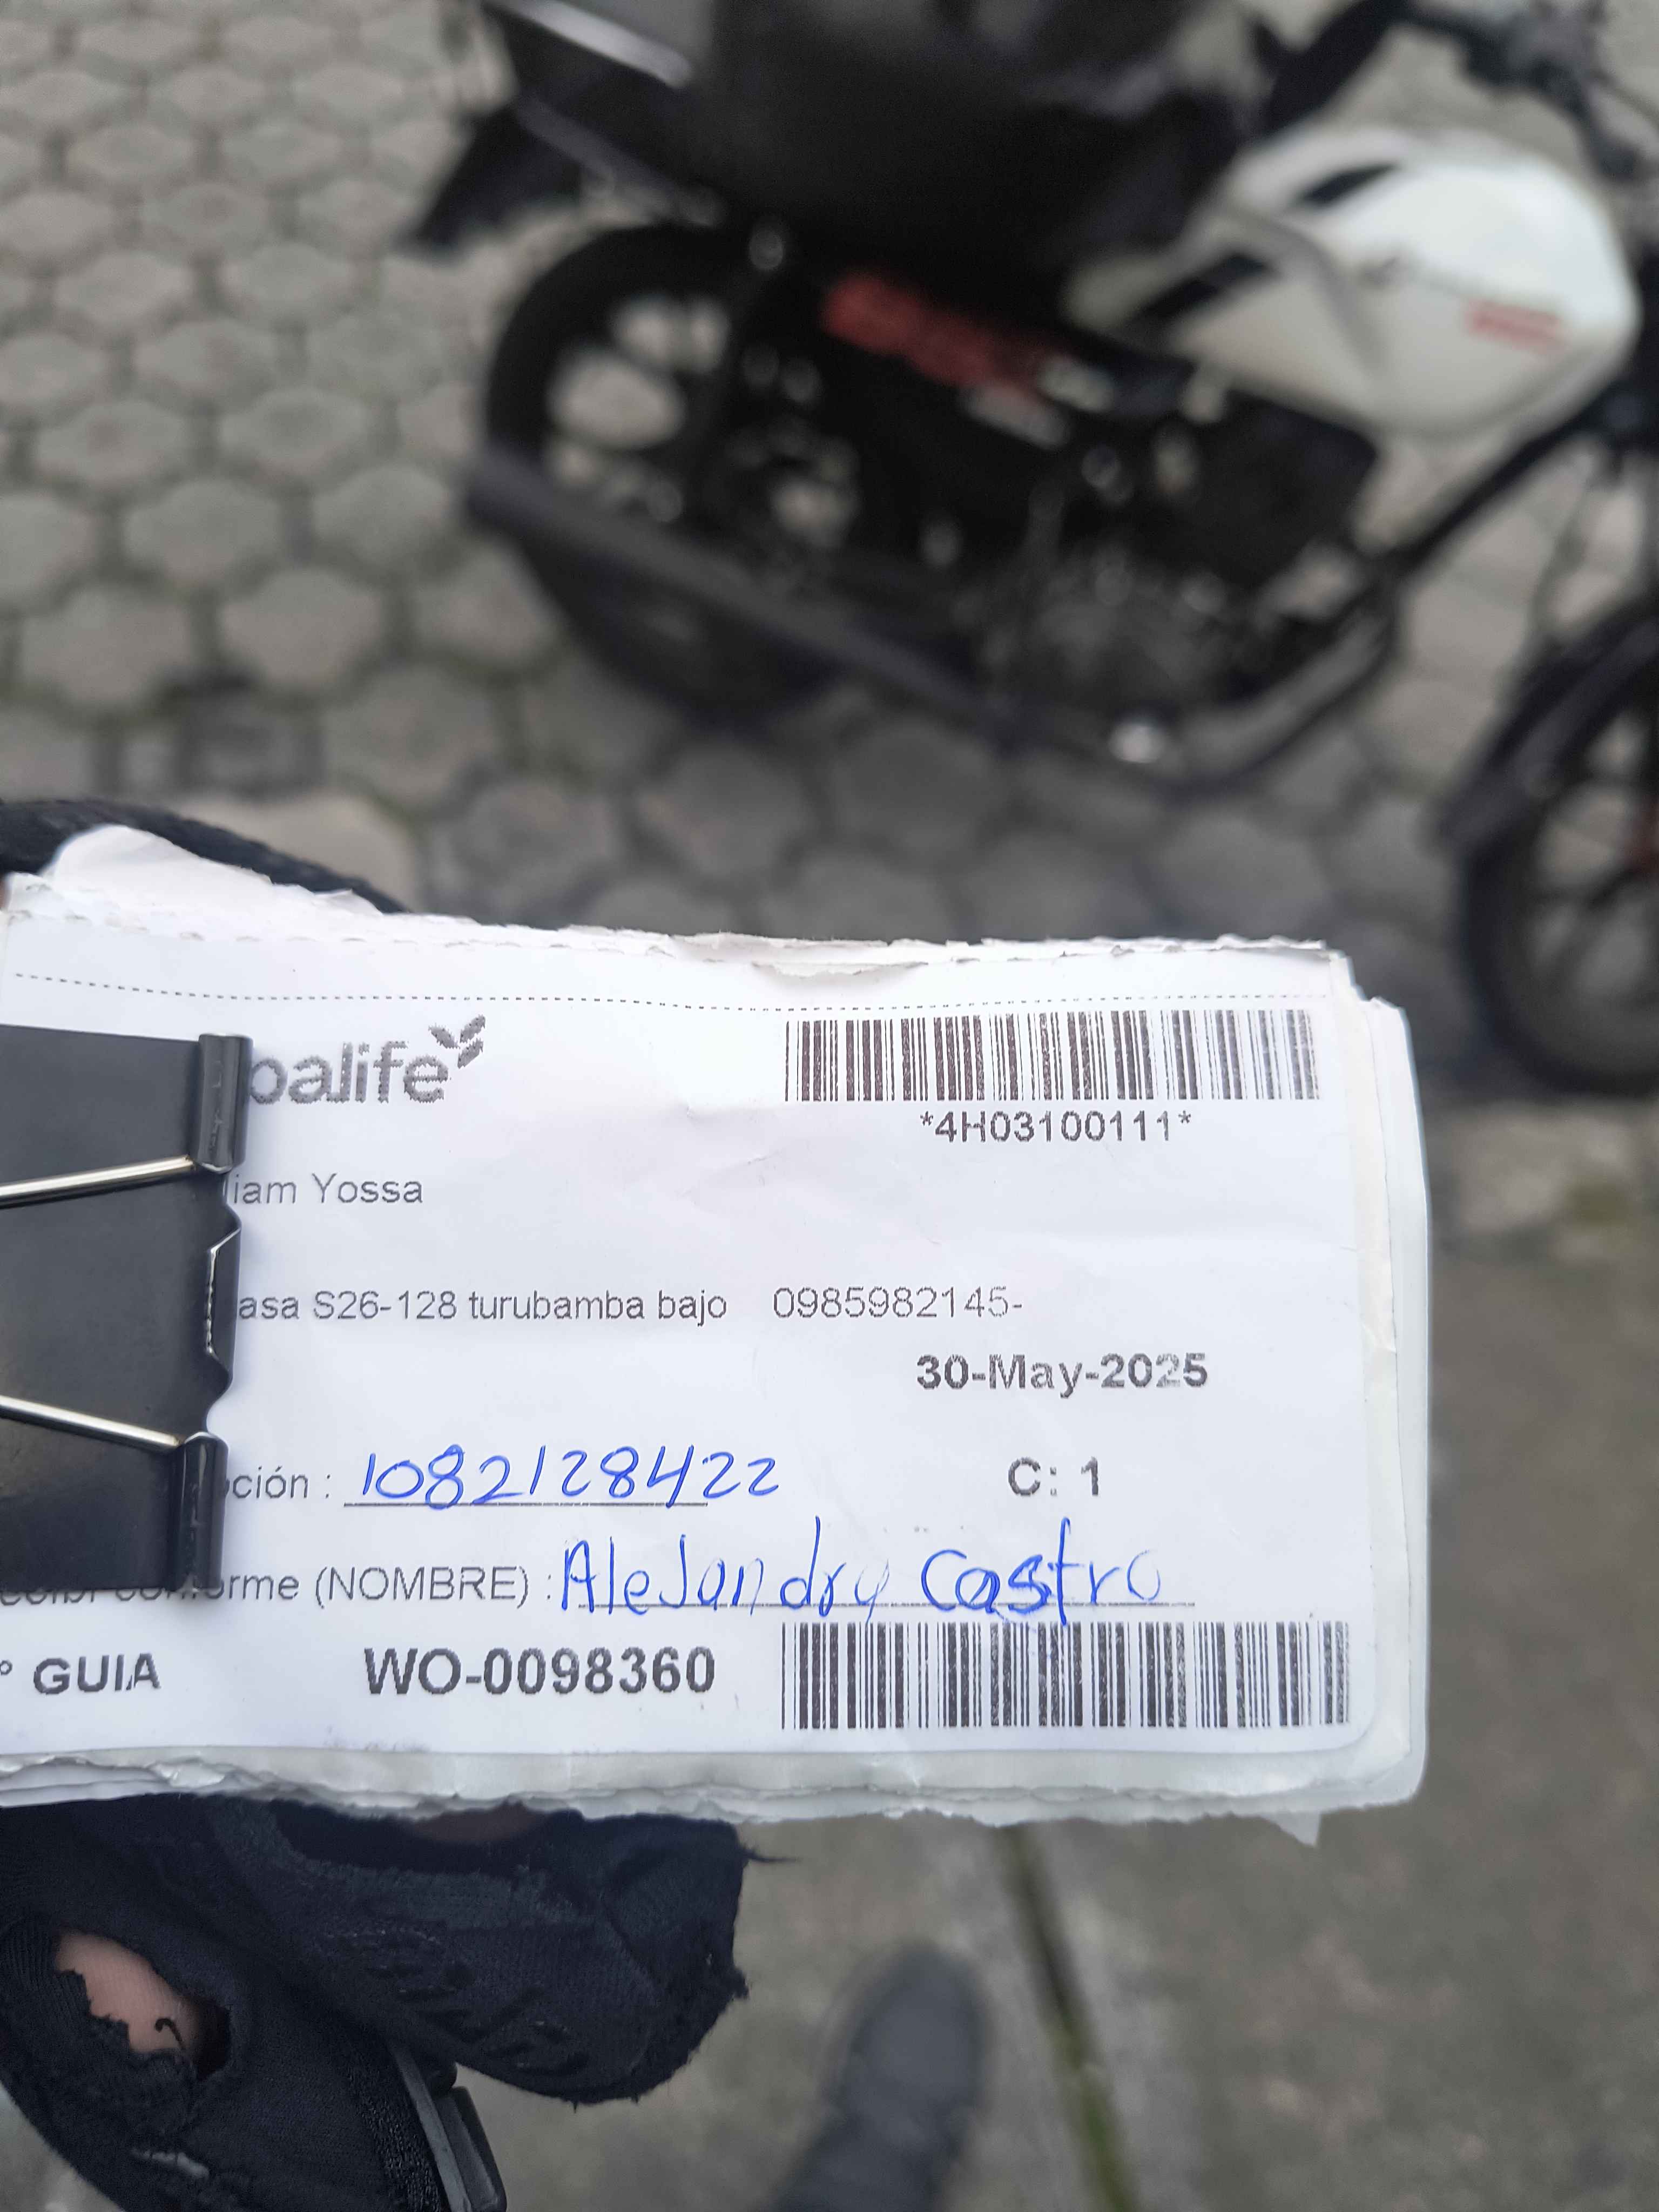 balife
*4H03100111*
liam Yossa
asa S26-128 turubamba bajo 0985982145-
30-May-2025
ción : 1082128422 C: 1
rme (NOMBRE) : Alejandro Castro
° GUIA WO-0098360